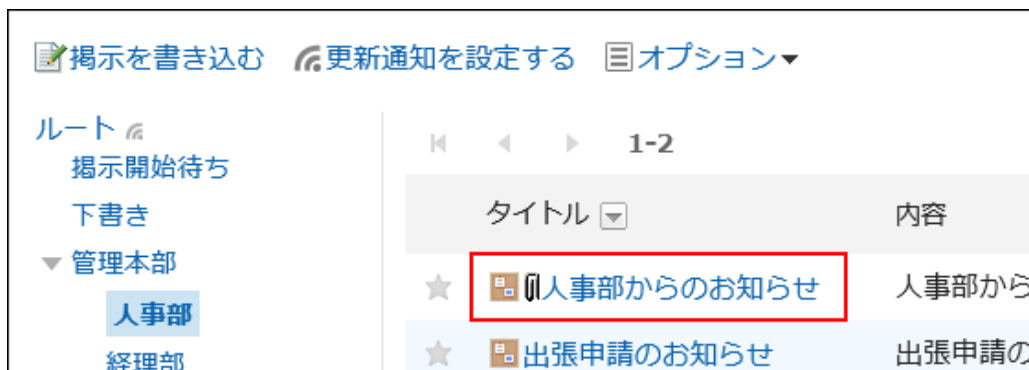 掲示を書き込む 更新通知を設定する オプション
ルート
掲示開始待ち
下書き
管理本部
人事部
経理部
1-2
タイトル 内容
人事部からのお知らせ 人事部から
出張申請のお知らせ 出張申請の